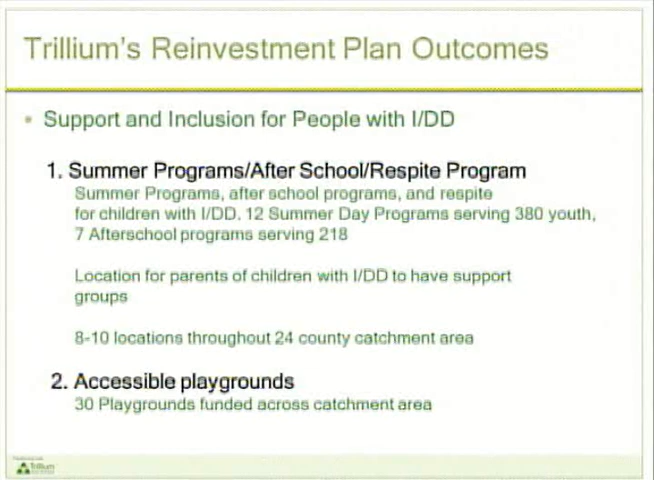 Trillium's Reinvestment Plan Outcomes
• Support and Inclusion for People with I/DD
1. Summer Programs/After School/Respite Program
Summer Programs, after school programs, and respite
for children with I/DD. 12 Summer Day Programs serving 380 youth,
7 Afterschool programs serving 218
Location for parents of children with I/DD to have support
groups
8-10 locations throughout 24 county catchment area
2. Accessible playgrounds
30 Playgrounds funded across catchment area
Trillium